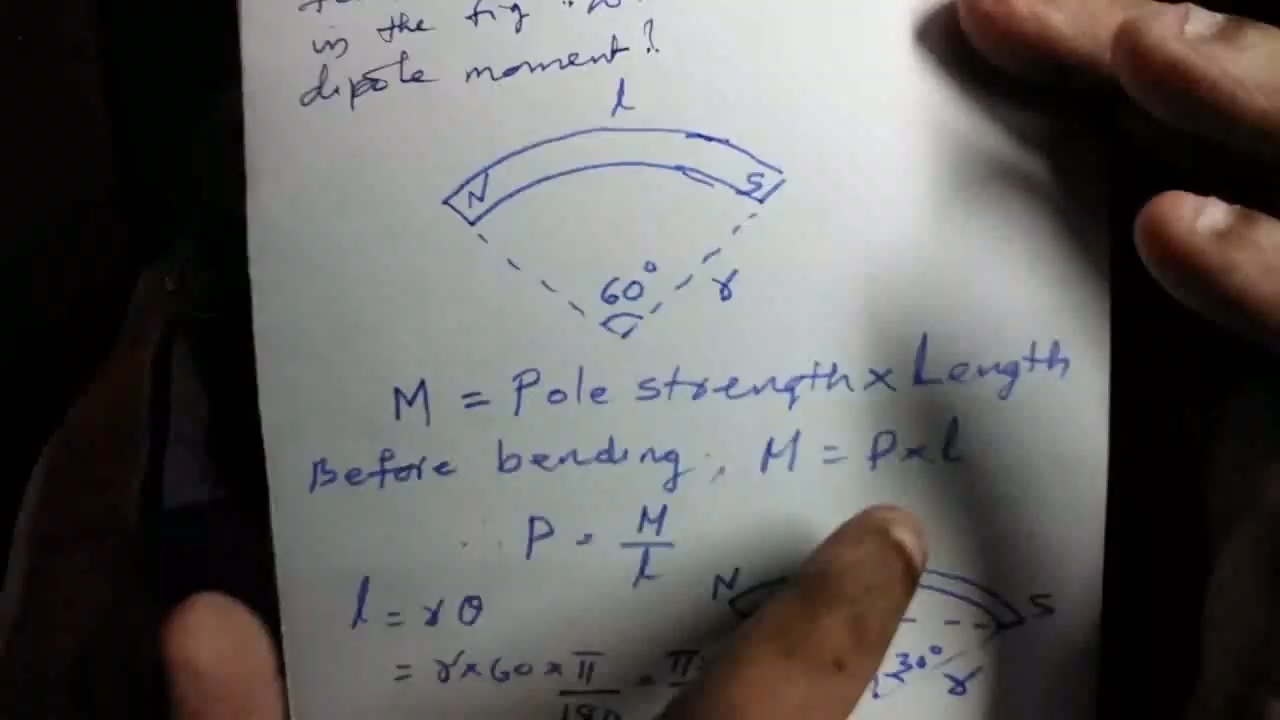 in the fig
dipole moment?
l
N S
60° r
M = Pole strength × Length
Before bending, M = P×l
P = M/l
l = rθ
N S
= r×60×π/180 = π
30° r